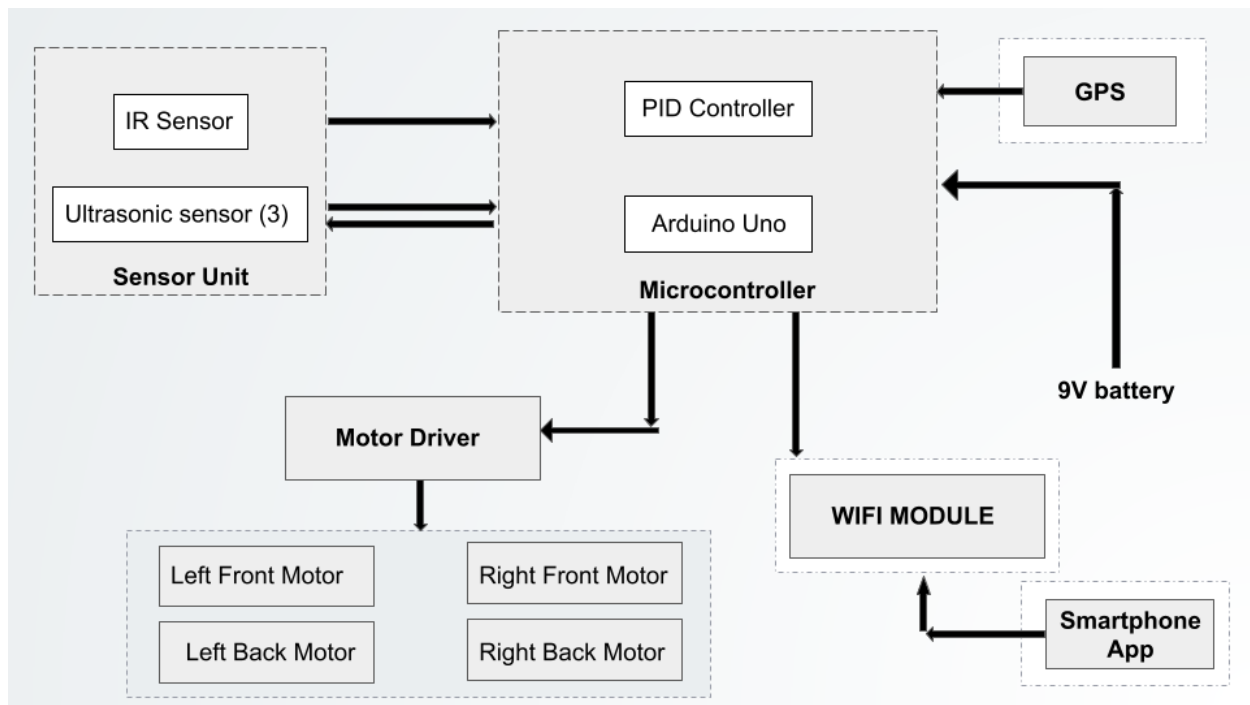 IR Sensor
Ultrasonic sensor (3)
Sensor Unit
PID Controller
Arduino Uno
Microcontroller
GPS
9V battery
Motor Driver
Left Front Motor
Right Front Motor
Left Back Motor
Right Back Motor
WIFI MODULE
Smartphone
App